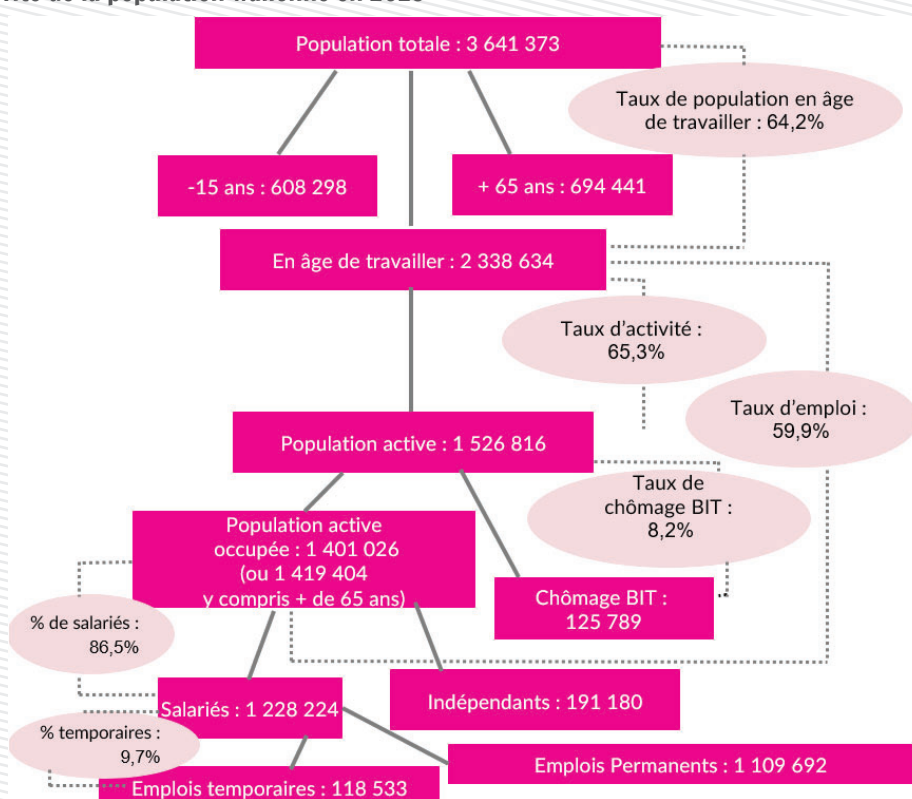 Population totale : 3 641 373
Taux de population en âge
de travailler : 64,2%
-15 ans : 608 298
+ 65 ans : 694 441
En âge de travailler : 2 338 634
Taux d'activité :
65,3%
Taux d'emploi :
59,9%
Population active : 1 526 816
Taux de
chômage BIT :
8,2%
Population active
occupée : 1 401 026
(ou 1 419 404
y compris + de 65 ans)
Chômage BIT :
125 789
% de salariés :
86,5%
Salariés : 1 228 224
Indépendants : 191 180
% temporaires :
9,7%
Emplois Permanents : 1 109 692
Emplois temporaires : 118 533